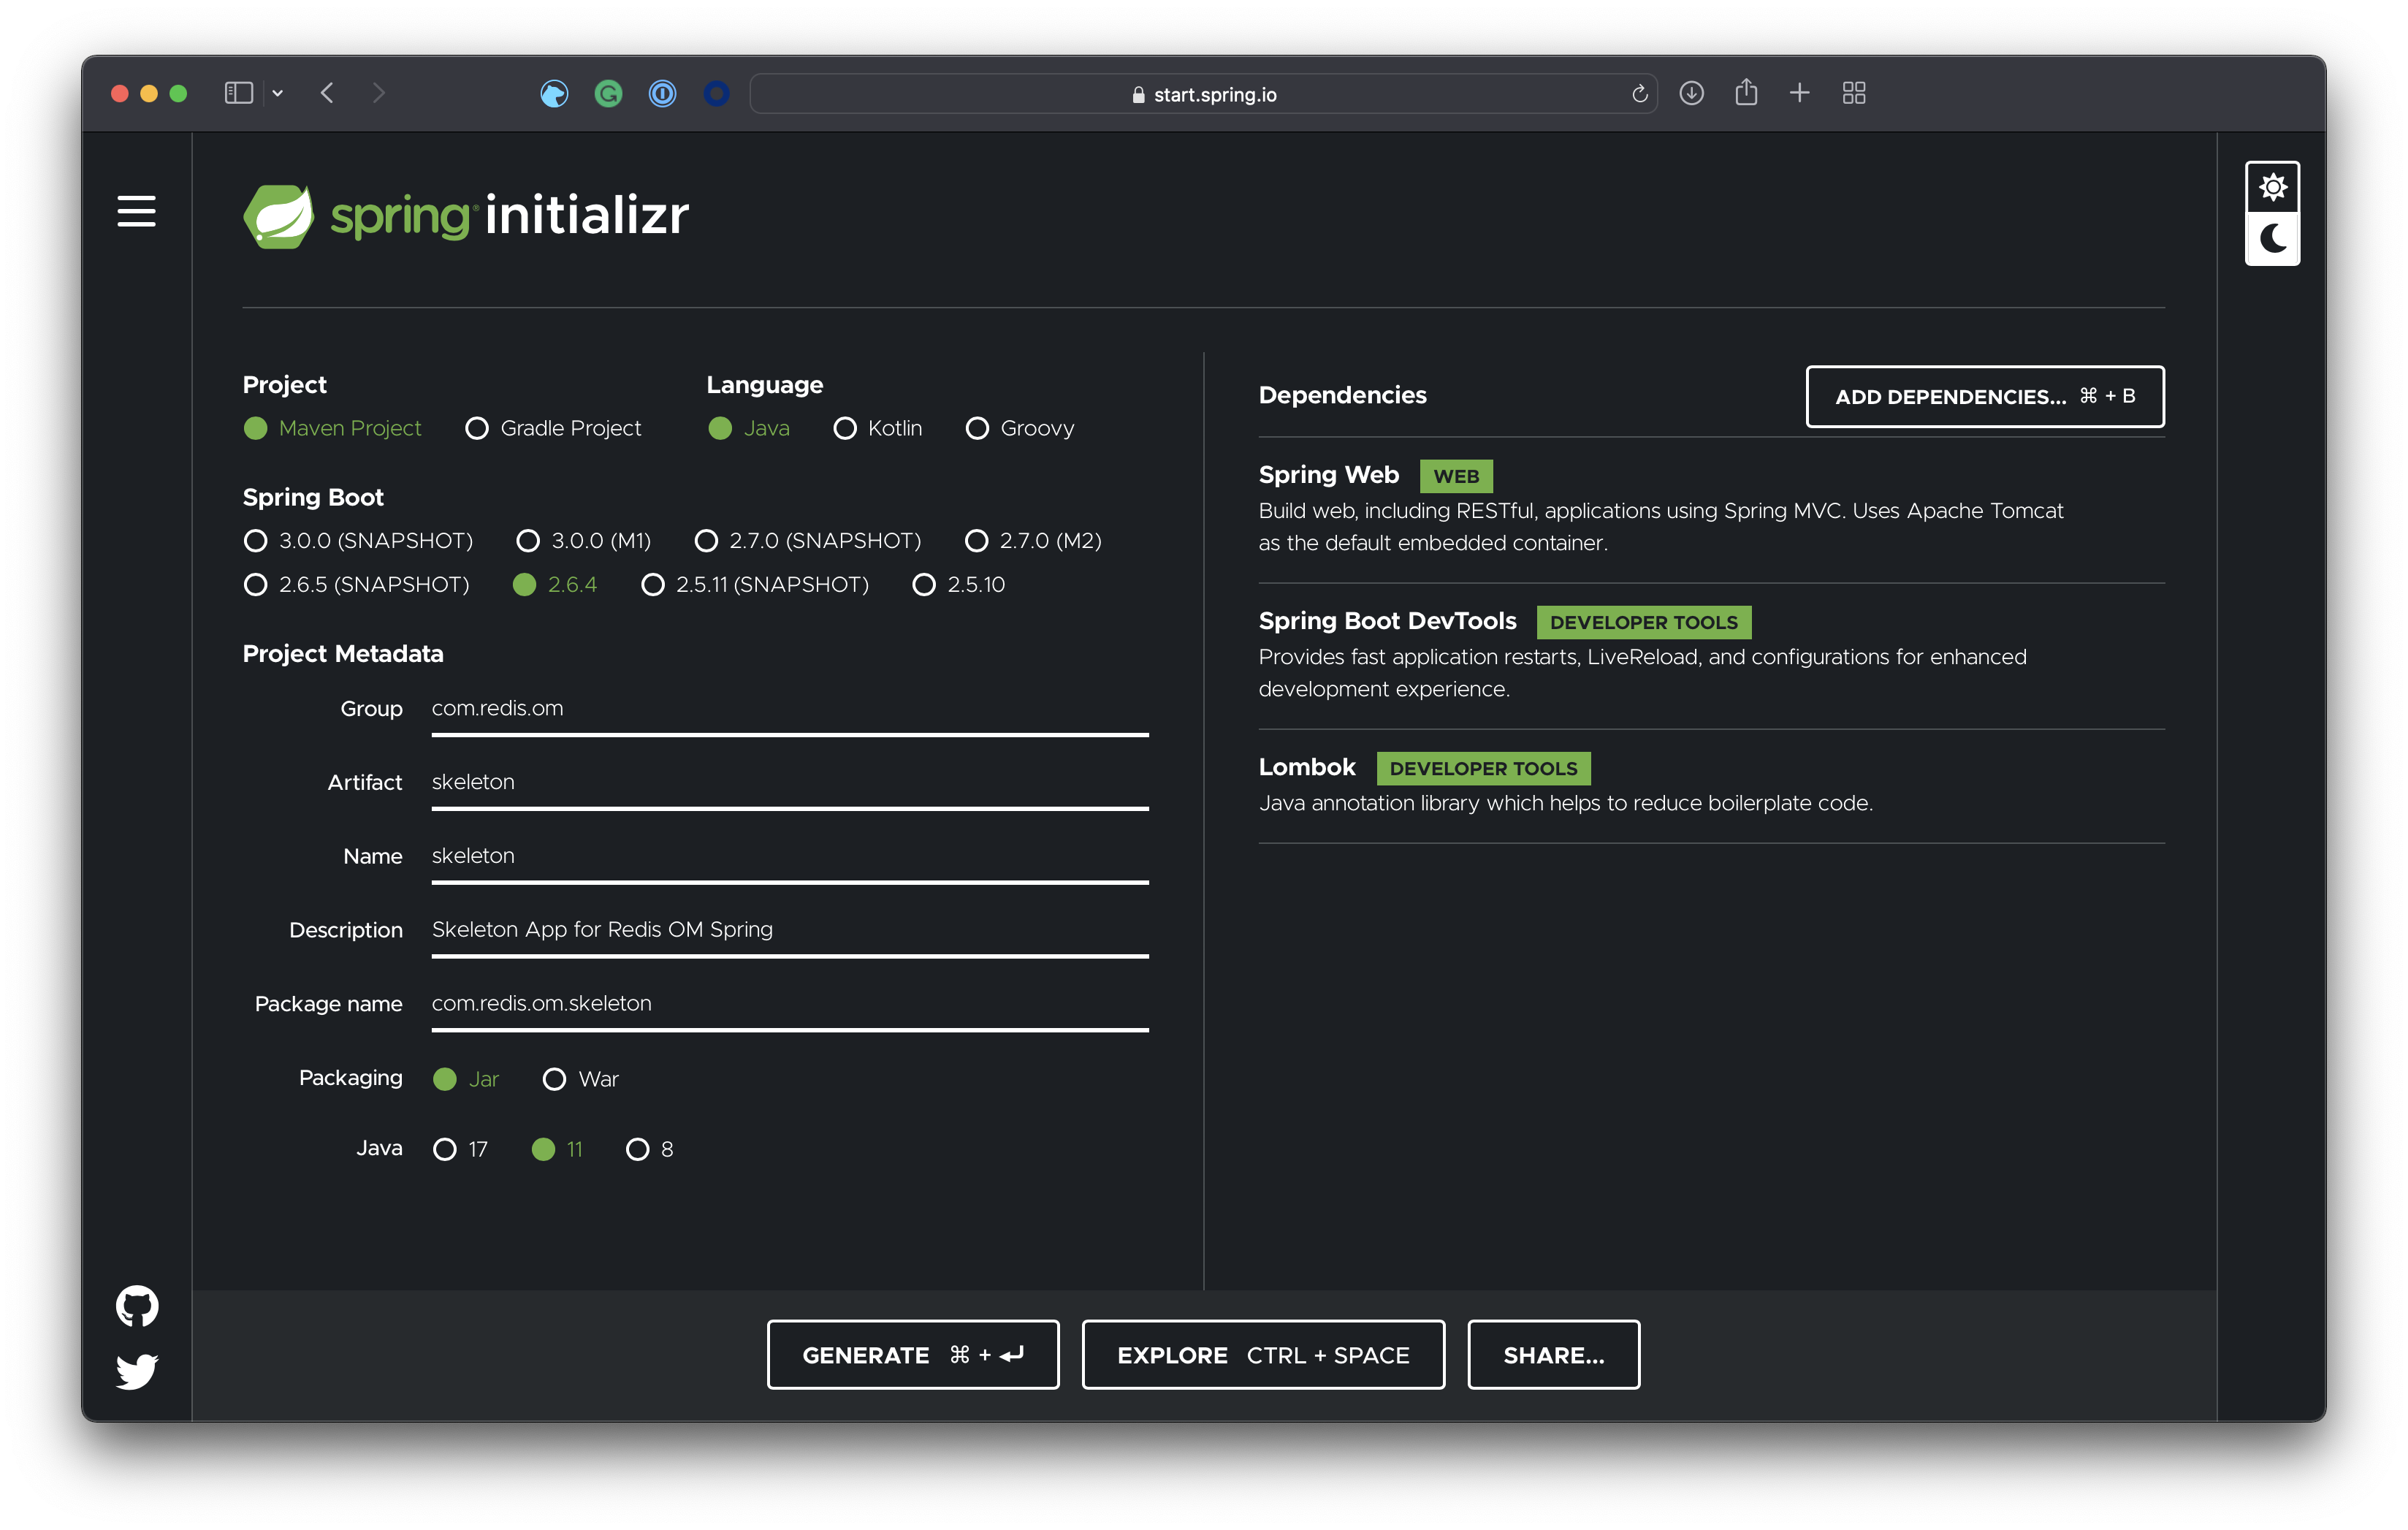 start.spring.io
spring® initializr
Project
Maven Project Gradle Project
Language
Java Kotlin Groovy
Spring Boot
3.0.0 (SNAPSHOT) 3.0.0 (M1) 2.7.0 (SNAPSHOT) 2.7.0 (M2)
2.6.5 (SNAPSHOT) 2.6.4 2.5.11 (SNAPSHOT) 2.5.10
Project Metadata
Group com.redis.om
Artifact skeleton
Name skeleton
Description Skeleton App for Redis OM Spring
Package name com.redis.om.skeleton
Packaging Jar War
Java 17 11 8
Dependencies ADD DEPENDENCIES... ⌘ + B
Spring Web WEB
Build web, including RESTful, applications using Spring MVC. Uses Apache Tomcat
as the default embedded container.
Spring Boot DevTools DEVELOPER TOOLS
Provides fast application restarts, LiveReload, and configurations for enhanced
development experience.
Lombok DEVELOPER TOOLS
Java annotation library which helps to reduce boilerplate code.
GENERATE ⌘ + ⏎ EXPLORE CTRL + SPACE SHARE...